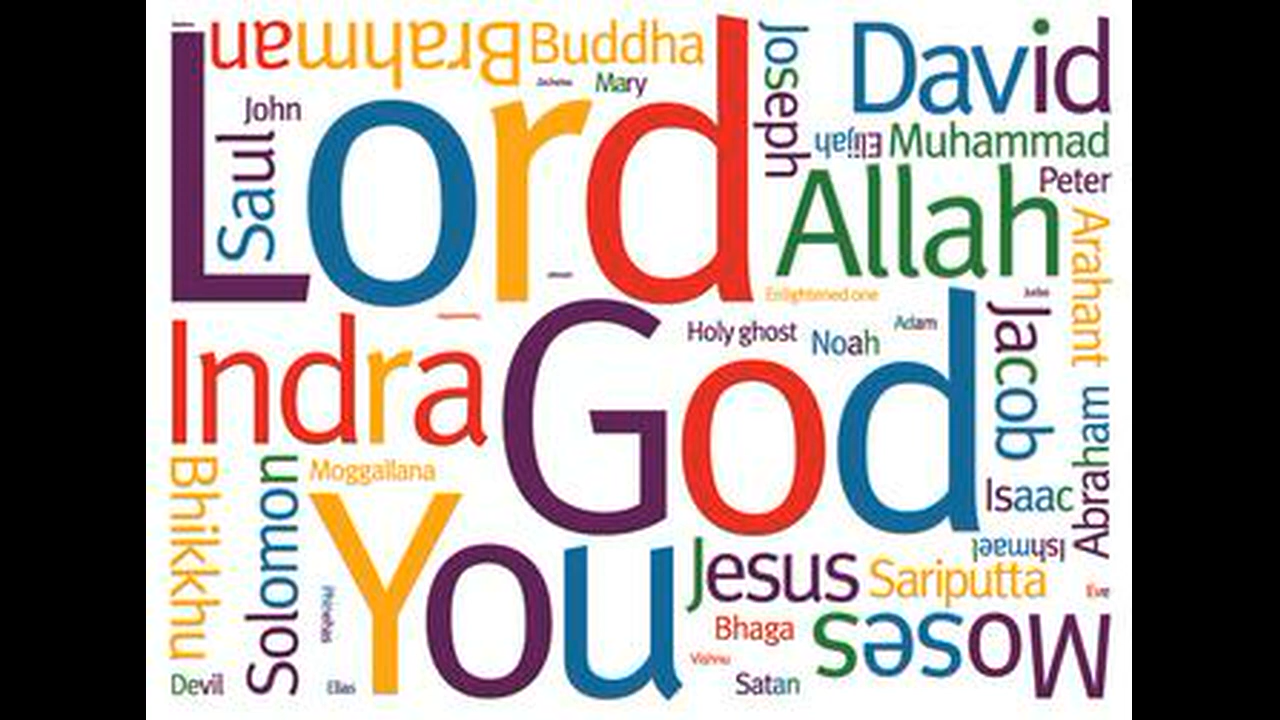 Brahman
Buddha
Mary
Joseph
David
John
Saul
Lord
Elijah
Muhammad
Peter
Allah
Arahant
Enlightened one
Indra
God
Holy ghost
Noah
Adam
Jacob
Moggallana
Isaac
Abraham
Bhikkhu
Solomon
You
Ishmael
Jesus
Sariputta
Eve
Phinehas
Bhaga
Moses
Vishnu
Devil
Elias
Satan